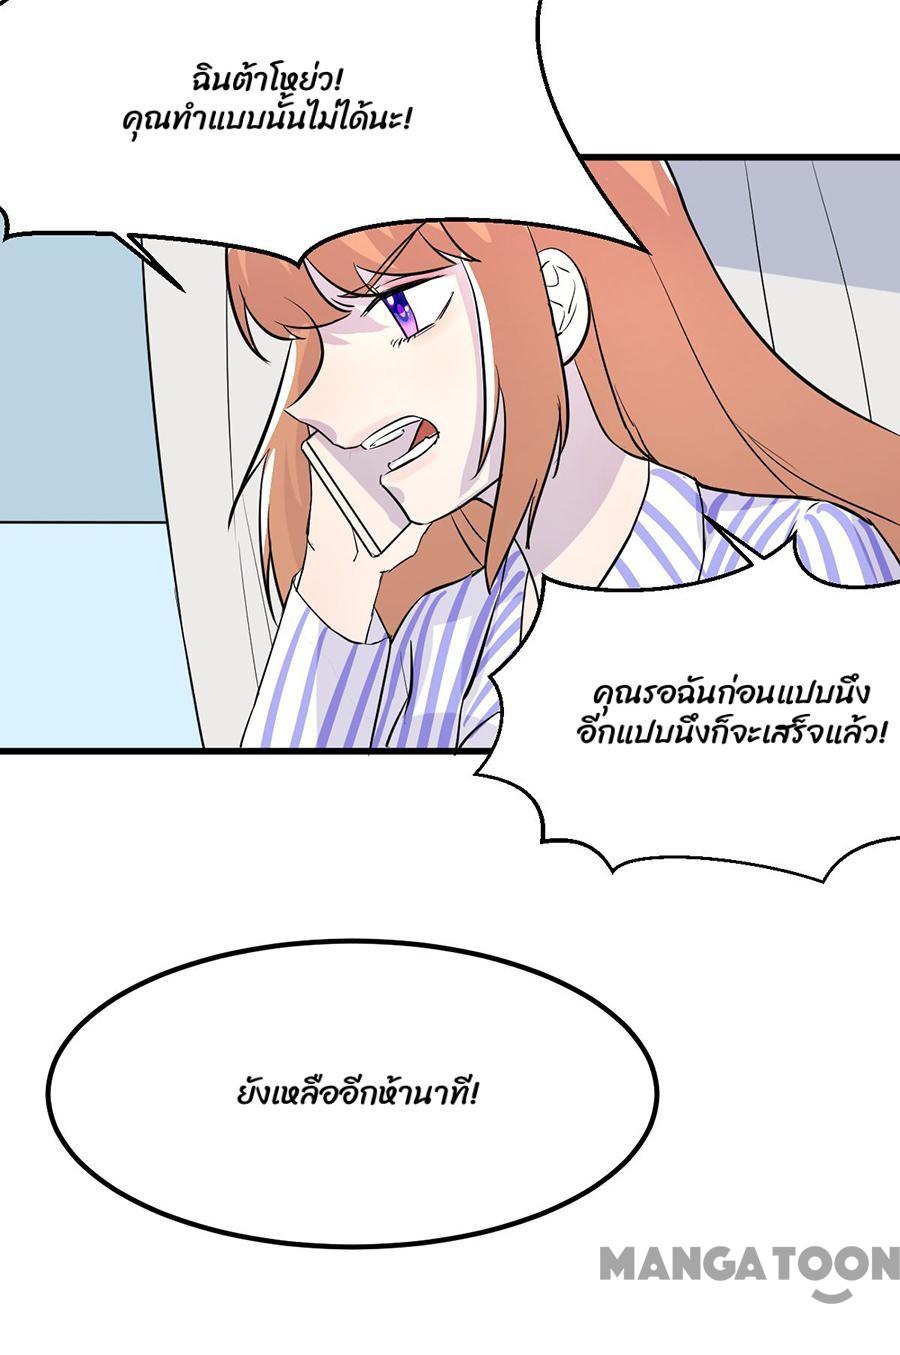 ฉินต้าโหย่ว!
คุณทำแบบนั้นไม่ได้นะ!
คุณรอฉันก่อนแปบนึง
อีกแปบนึงก็จะเสร็จแล้ว!
ยังเหลืออีกห้านาที!
MANGATOON